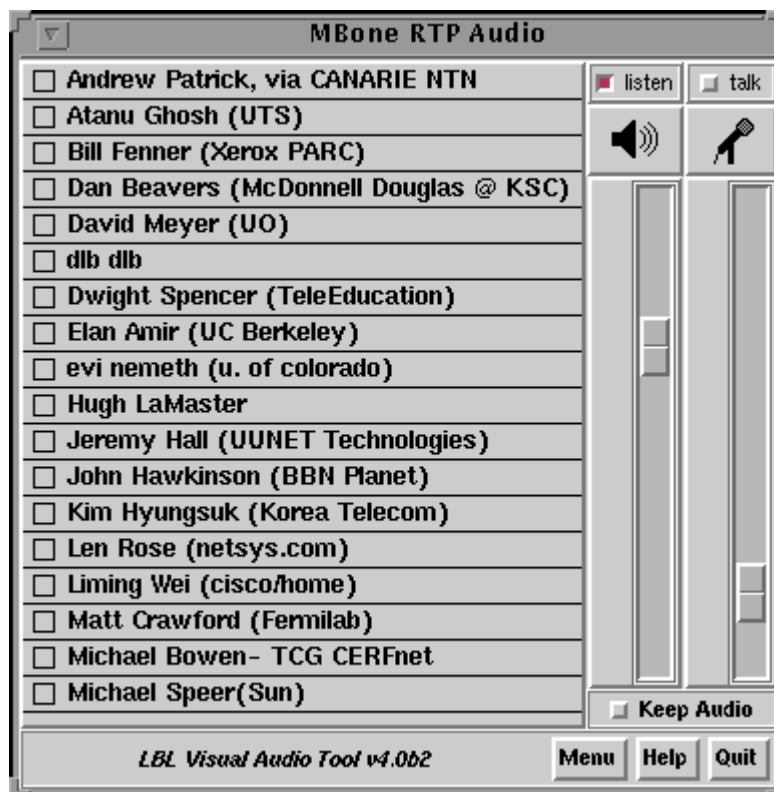 MBone RTP Audio
Andrew Patrick, via CANARIE NTN
Atanu Ghosh (UTS)
Bill Fenner (Xerox PARC)
Dan Beavers (McDonnell Douglas @ KSC)
David Meyer (UO)
dlb dlb
Dwight Spencer (TeleEducation)
Elan Amir (UC Berkeley)
evi nemeth (u. of colorado)
Hugh LaMaster
Jeremy Hall (UUNET Technologies)
John Hawkinson (BBN Planet)
Kim Hyungsuk (Korea Telecom)
Len Rose (netsys.com)
Liming Wei (cisco/home)
Matt Crawford (Fermilab)
Michael Bowen- TCG CERFnet
Michael Speer(Sun)
listen talk
Keep Audio
LBL Visual Audio Tool v4.0b2 Menu Help Quit